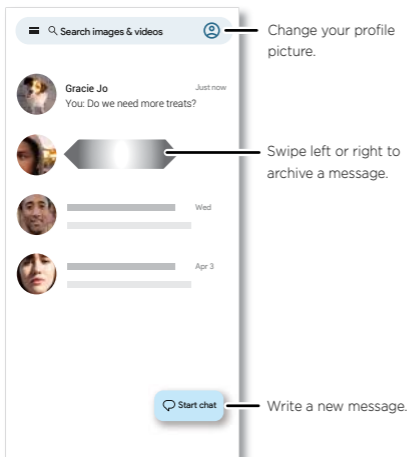 Search images & videos
Change your profile
picture.
Gracie Jo
Just now
You: Do we need more treats?
Swipe left or right to
archive a message.
Wed
Apr 3
Start chat
Write a new message.